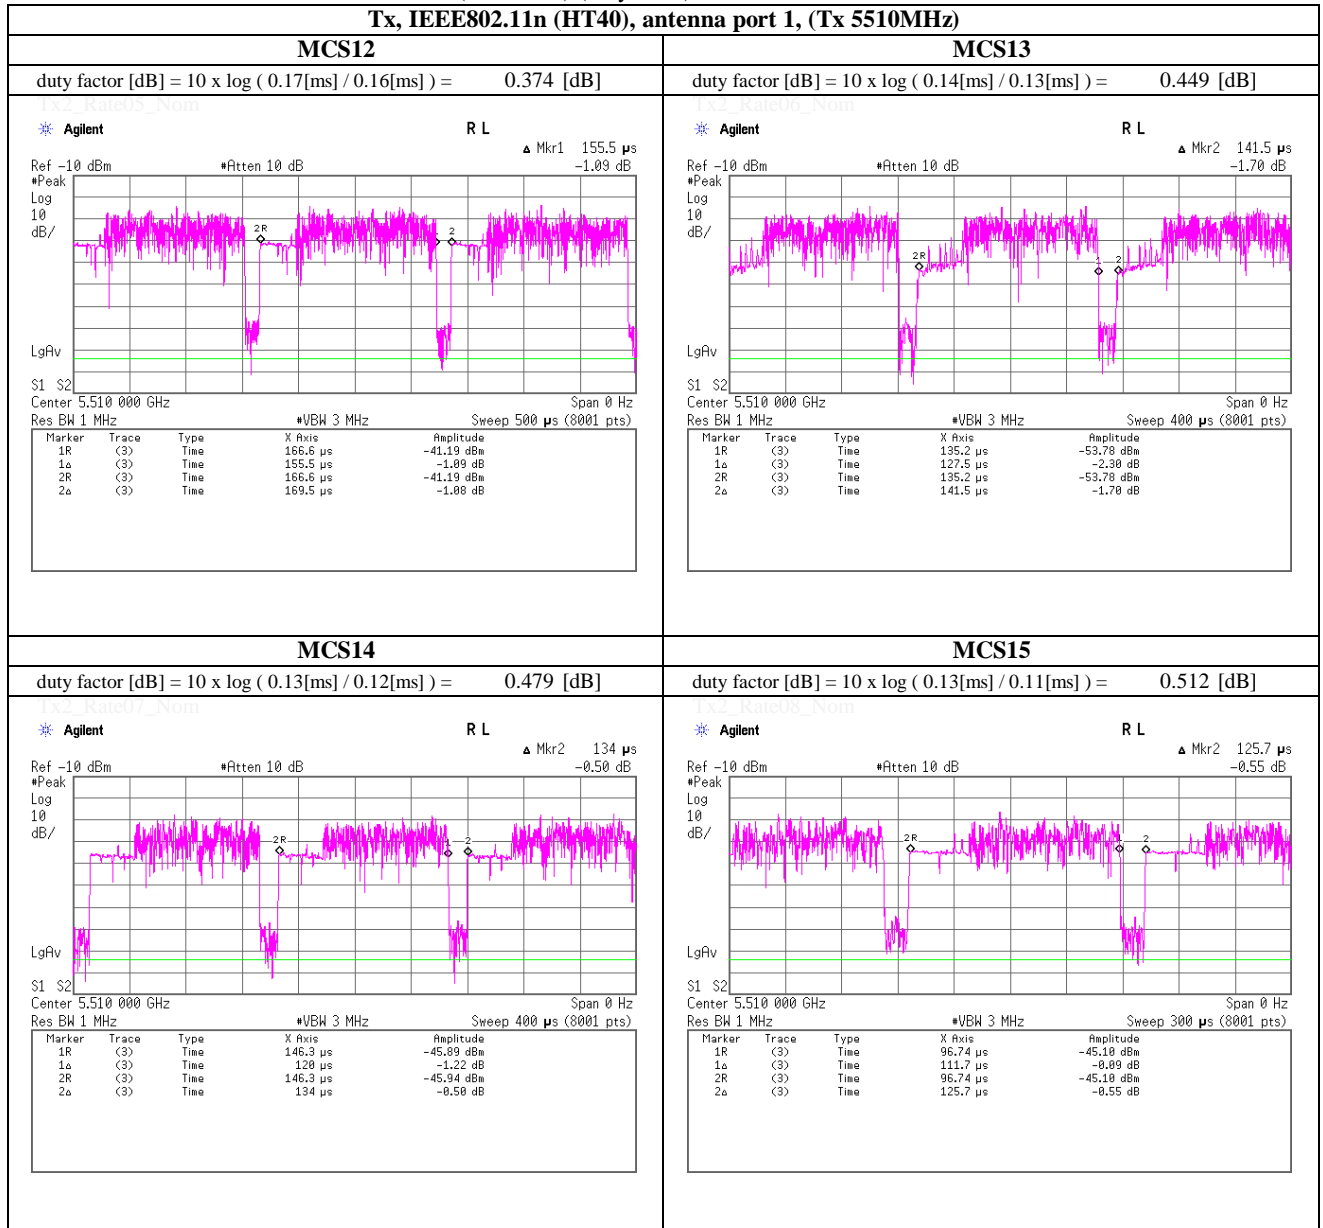 Tx, IEEE802.11n (HT40), antenna port 1, (Tx 5510MHz)
MCS12
duty factor [dB] = 10 x log ( 0.17[ms] / 0.16[ms] ) = 0.374 [dB]
Tx2_Rate05_Nom
Agilent R L
Δ Mkr1 155.5 µs
Ref -10 dBm #Atten 10 dB -1.09 dB
#Peak
Log
10
dB/
2R
2
LgAv
S1 S2
Center 5.510 000 GHz Span 0 Hz
Res BW 1 MHz #VBW 3 MHz Sweep 500 µs (8001 pts)
Marker Trace Type X Axis Amplitude
1R (3) Time 166.6 µs -41.19 dBm
1Δ (3) Time 155.5 µs -1.09 dB
2R (3) Time 166.6 µs -41.19 dBm
2Δ (3) Time 169.5 µs -1.08 dB
MCS13
duty factor [dB] = 10 x log ( 0.14[ms] / 0.13[ms] ) = 0.449 [dB]
Tx2_Rate06_Nom
Agilent R L
Δ Mkr2 141.5 µs
Ref -10 dBm #Atten 10 dB -1.70 dB
#Peak
Log
10
dB/
2R
1 2
LgAv
S1 S2
Center 5.510 000 GHz Span 0 Hz
Res BW 1 MHz #VBW 3 MHz Sweep 400 µs (8001 pts)
Marker Trace Type X Axis Amplitude
1R (3) Time 135.2 µs -53.78 dBm
1Δ (3) Time 127.5 µs -2.30 dB
2R (3) Time 135.2 µs -53.78 dBm
2Δ (3) Time 141.5 µs -1.70 dB
MCS14
duty factor [dB] = 10 x log ( 0.13[ms] / 0.12[ms] ) = 0.479 [dB]
Tx2_Rate07_Nom
Agilent R L
Δ Mkr2 134 µs
Ref -10 dBm #Atten 10 dB -0.50 dB
#Peak
Log
10
dB/
2R
1 2
LgAv
S1 S2
Center 5.510 000 GHz Span 0 Hz
Res BW 1 MHz #VBW 3 MHz Sweep 400 µs (8001 pts)
Marker Trace Type X Axis Amplitude
1R (3) Time 146.3 µs -45.89 dBm
1Δ (3) Time 120 µs -1.22 dB
2R (3) Time 146.3 µs -45.94 dBm
2Δ (3) Time 134 µs -0.50 dB
MCS15
duty factor [dB] = 10 x log ( 0.13[ms] / 0.11[ms] ) = 0.512 [dB]
Tx2_Rate08_Nom
Agilent R L
Δ Mkr2 125.7 µs
Ref -10 dBm #Atten 10 dB -0.55 dB
#Peak
Log
10
dB/
2R
1 2
LgAv
S1 S2
Center 5.510 000 GHz Span 0 Hz
Res BW 1 MHz #VBW 3 MHz Sweep 300 µs (8001 pts)
Marker Trace Type X Axis Amplitude
1R (3) Time 96.74 µs -45.10 dBm
1Δ (3) Time 111.7 µs -0.09 dB
2R (3) Time 96.74 µs -45.10 dBm
2Δ (3) Time 125.7 µs -0.55 dB